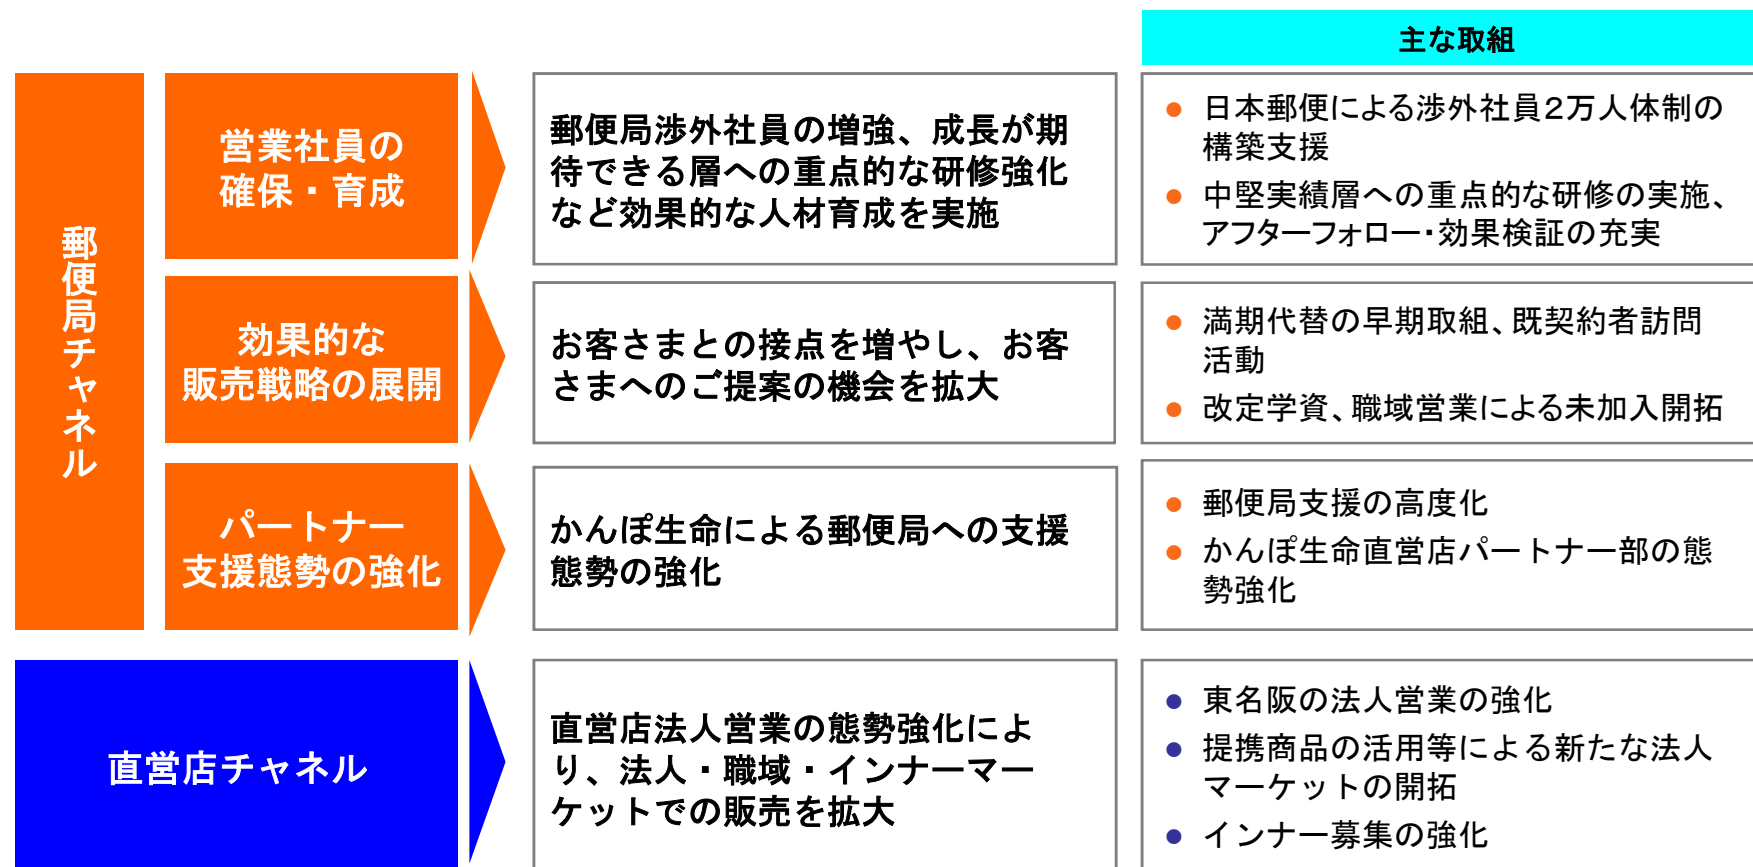 主な取組
郵便局チャネル
営業社員の
確保・育成
郵便局渉外社員の増強、成長が期
待できる層への重点的な研修強化
など効果的な人材育成を実施
● 日本郵便による渉外社員2万人体制の
構築支援
● 中堅実績層への重点的な研修の実施、
アフターフォロー・効果検証の充実
効果的な
販売戦略の展開
お客さまとの接点を増やし、お客
さまへのご提案の機会を拡大
● 満期代替の早期取組、既契約者訪問
活動
● 改定学資、職域営業による未加入開拓
パートナー
支援態勢の強化
かんぽ生命による郵便局への支援
態勢の強化
● 郵便局支援の高度化
● かんぽ生命直営店パートナー部の態
勢強化
直営店チャネル
直営店法人営業の態勢強化によ
り、法人・職域・インナーマー
ケットでの販売を拡大
● 東名阪の法人営業の強化
● 提携商品の活用等による新たな法人
マーケットの開拓
● インナー募集の強化